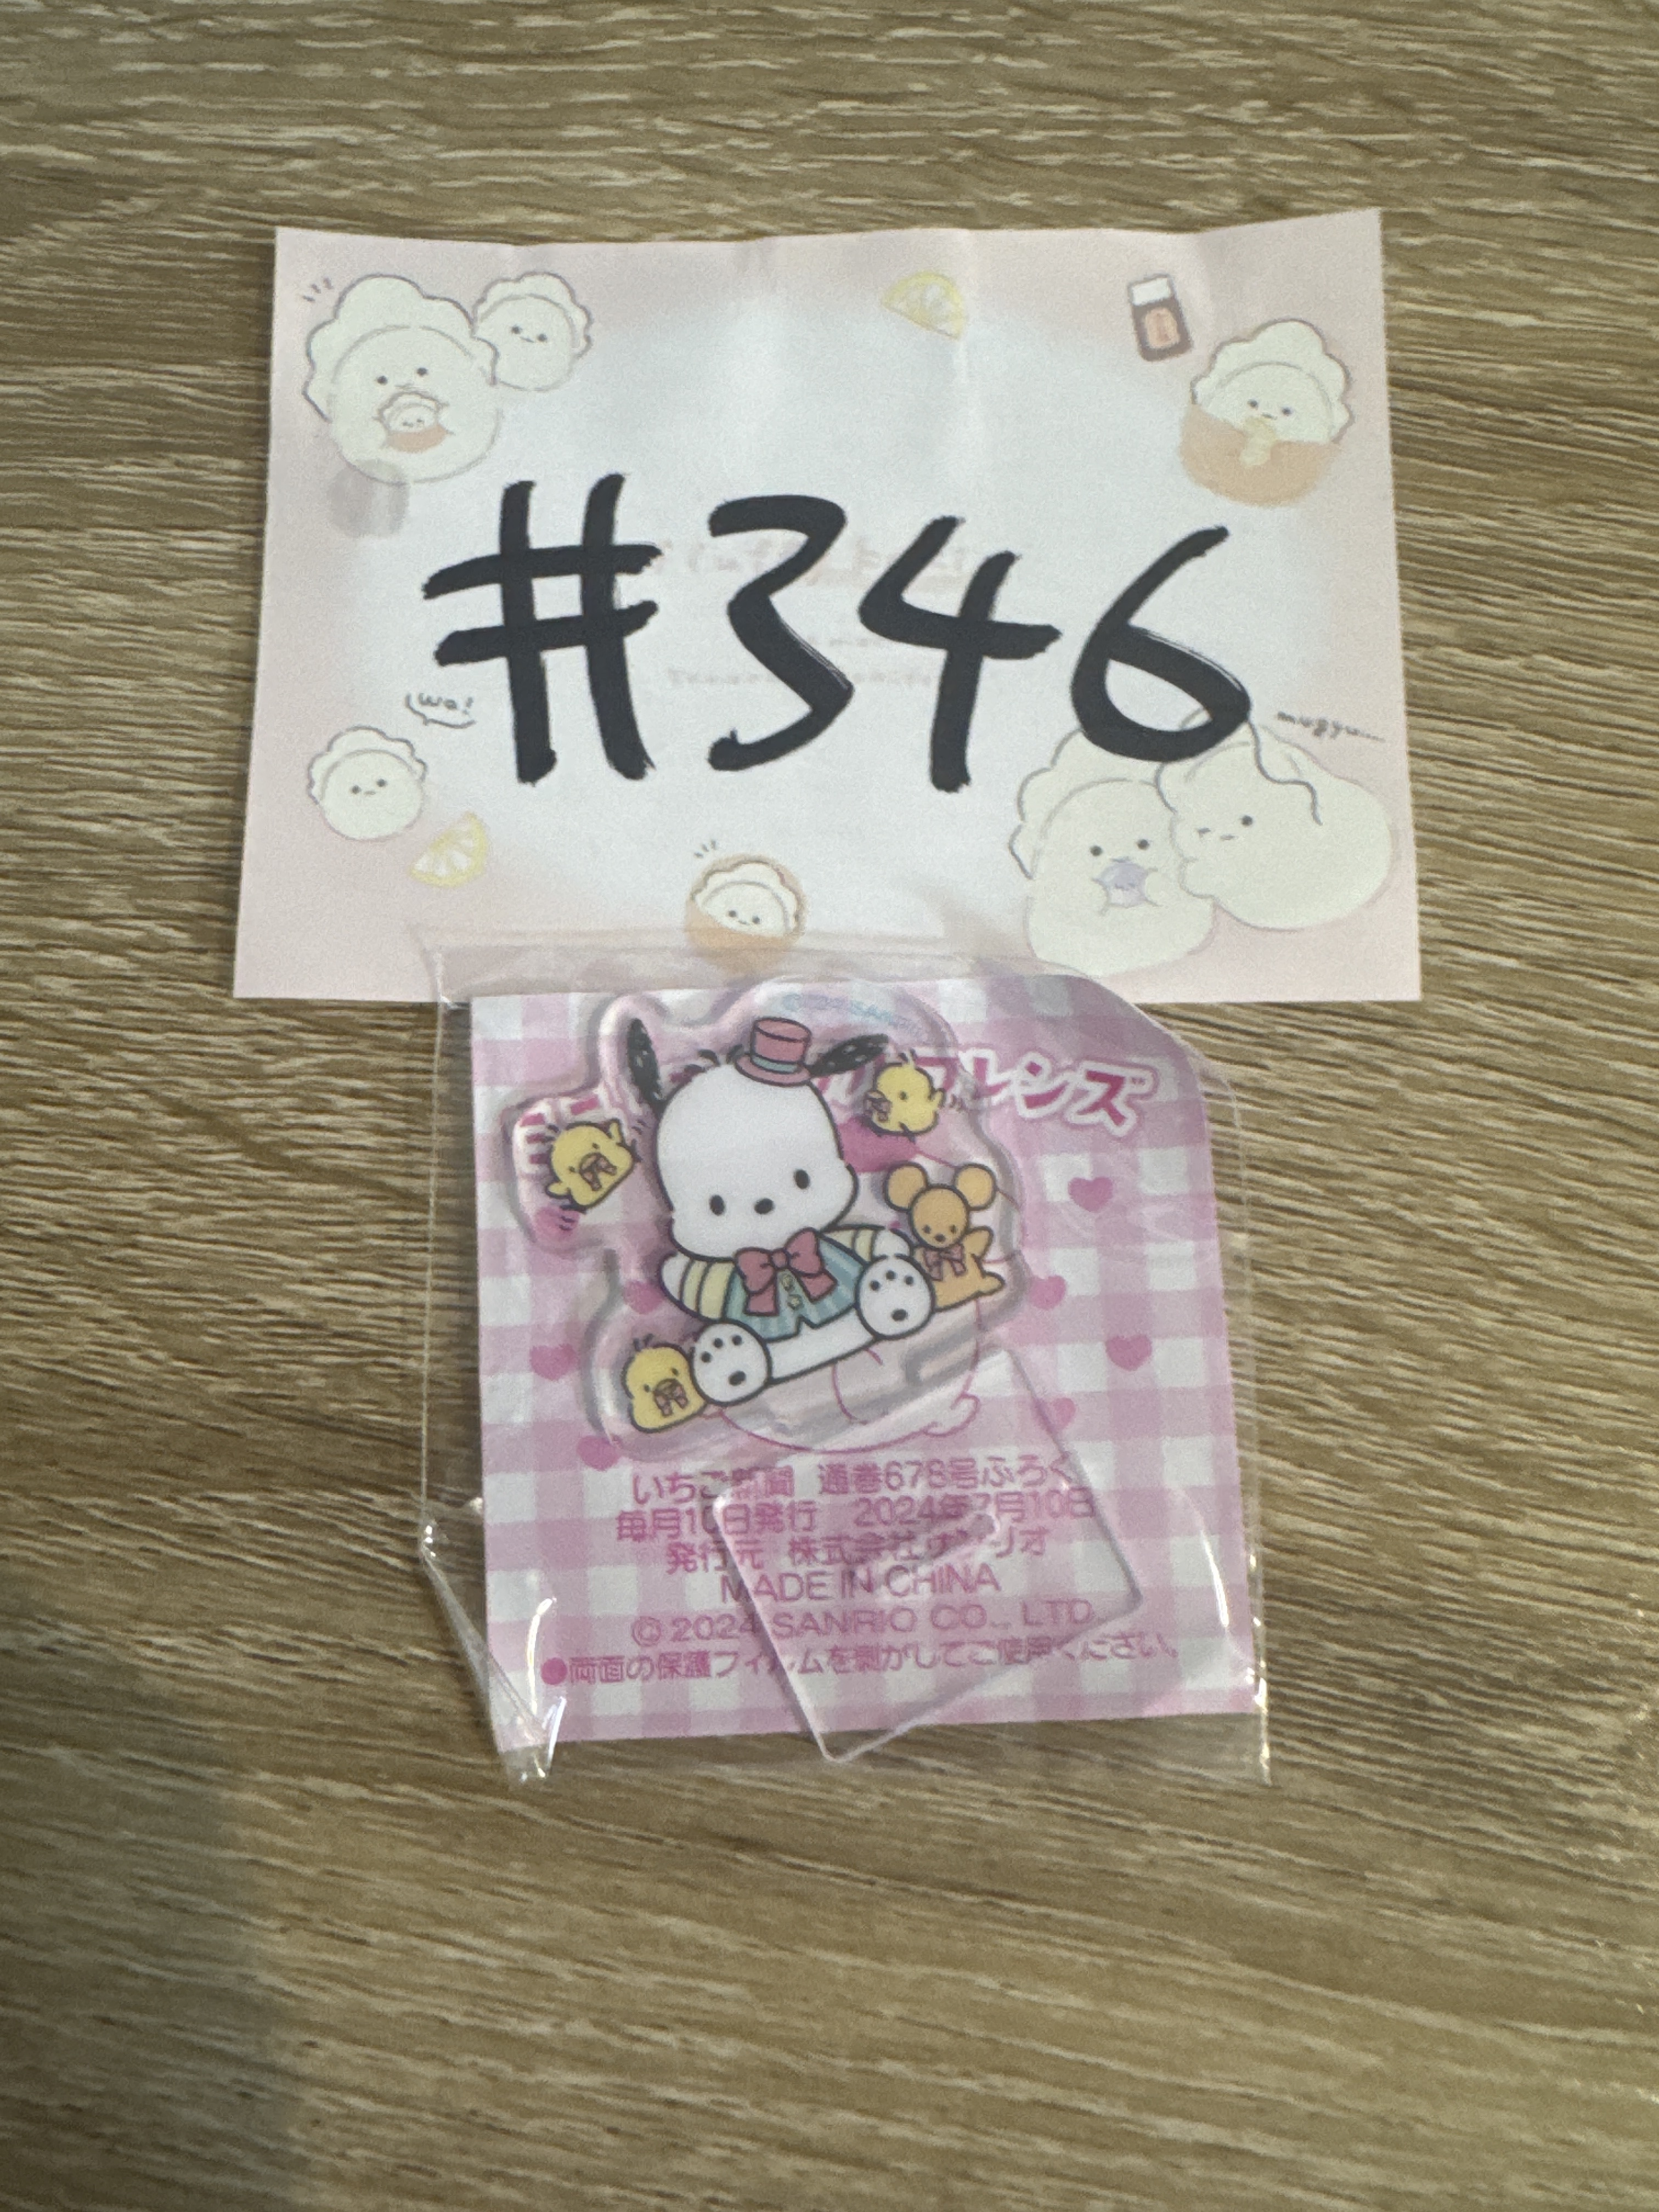 #346
wa!
mugyu...
フレンズ
いちご新聞 通巻678号ふろく
毎月10日発行 2024年7月10日
発行元 株式会社サンリオ
MADE IN CHINA
© 2024 SANRIO CO., LTD.
●両面の保護フィルムを剥がしてご使用ください。